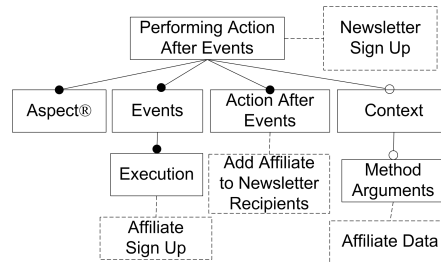 Performing Action
After Events
Newsletter
Sign Up
Aspect®
Events
Action After
Events
Context
Execution
Add Affiliate
to Newsletter
Recipients
Method
Arguments
Affiliate
Sign Up
Affiliate Data